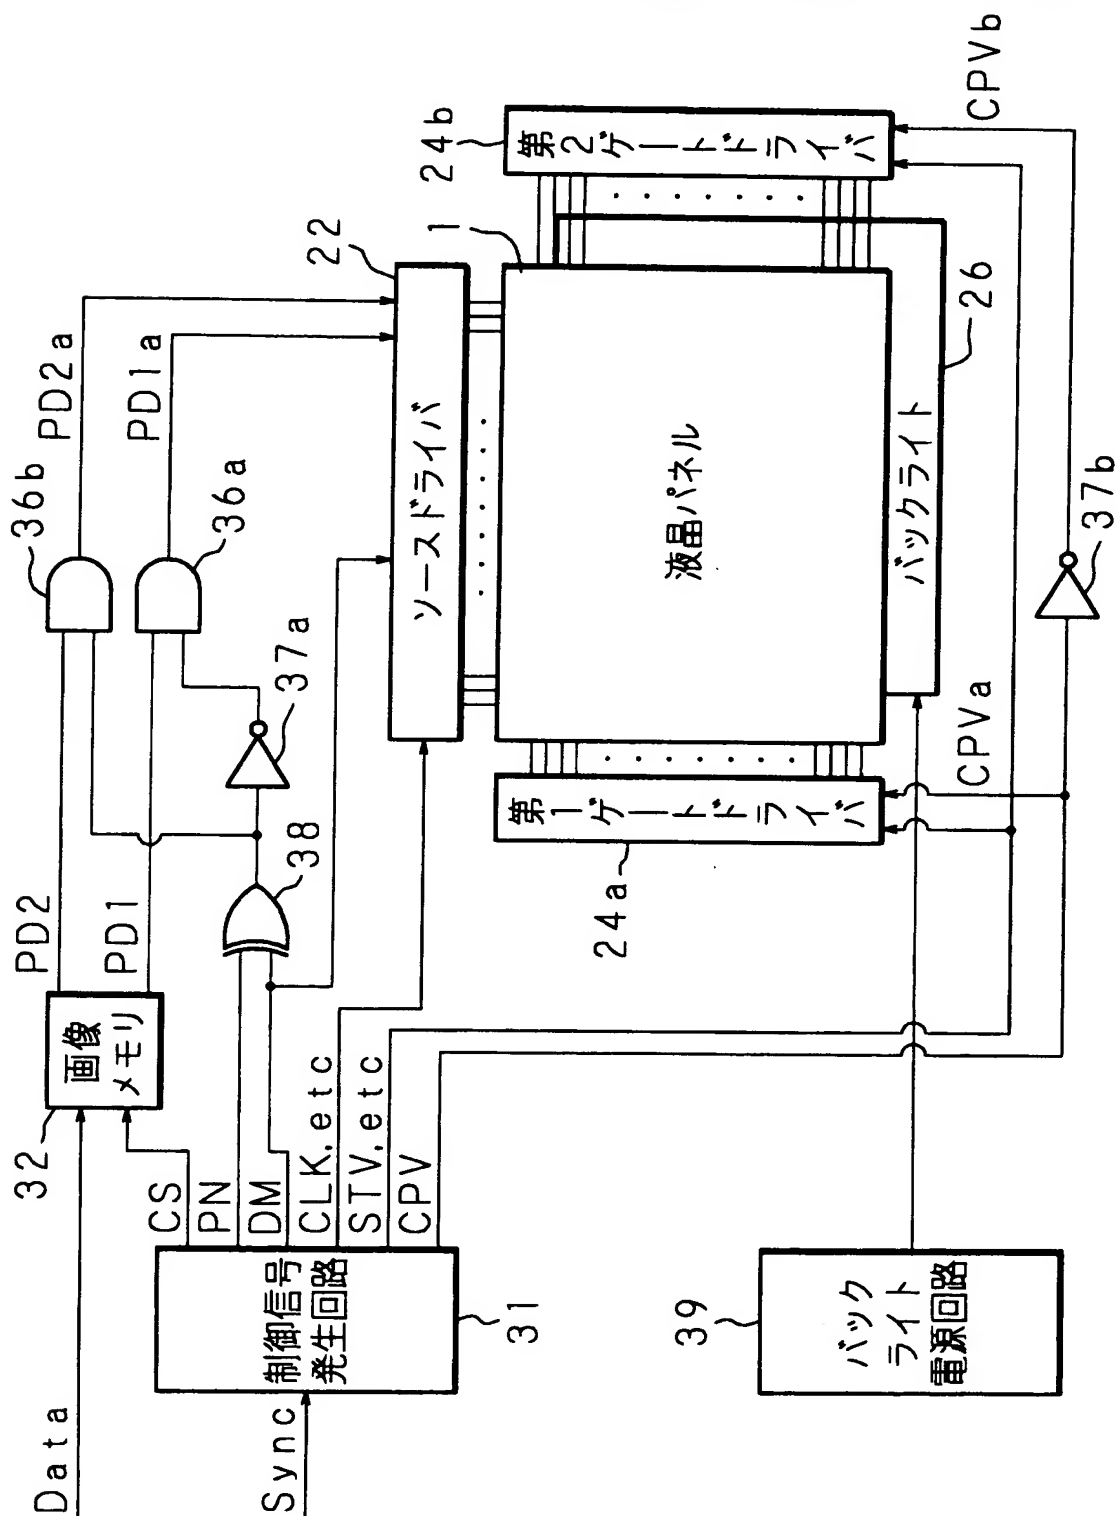 Data
Sync
32
画像
メモリ
PD2
PD1
36b
PD2a
36a
PD1a
CS
PN
DM
CLK.etc
STV.etc
CPV
制御信号
発生回路
31
38
37a
22
ソースドライバ
24b
第2ゲートドライバ
1
液晶パネル
第1ゲートドライバ
24a
バックライト
26
CPVa
CPVb
37b
39
バック
ライト
電源回路